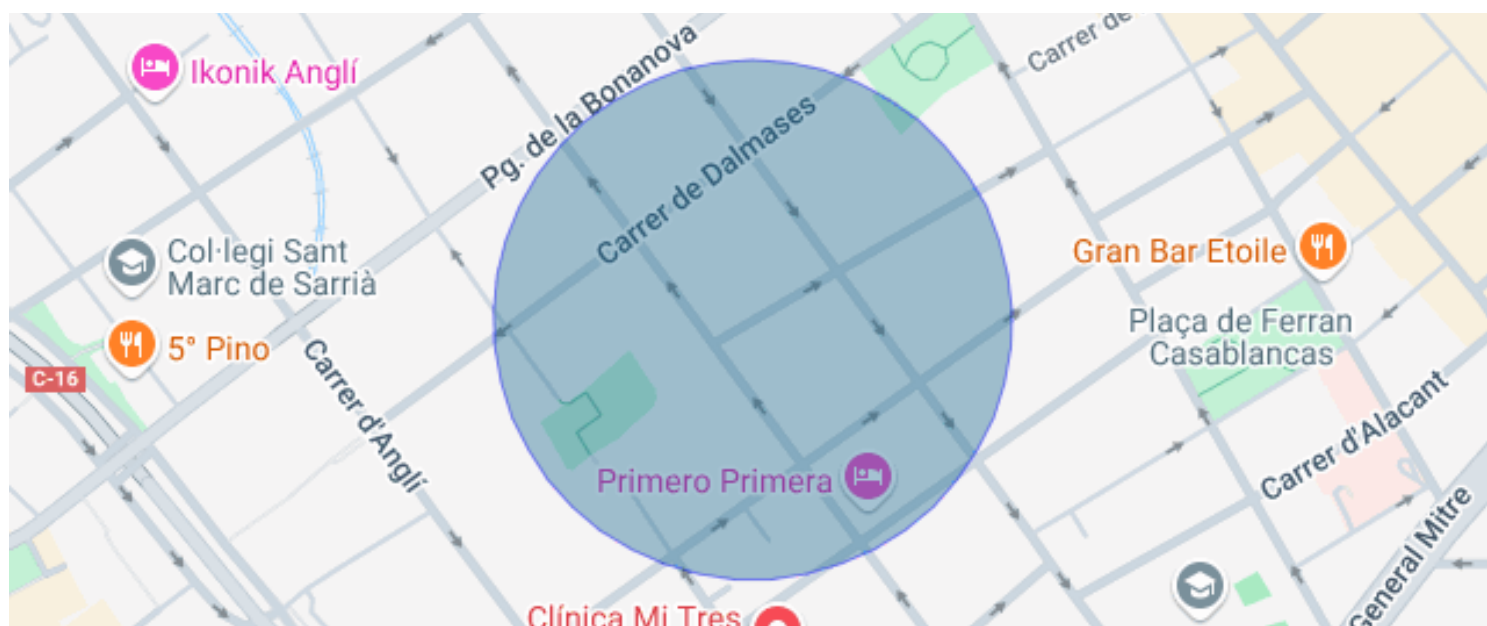 Carrer de
Ikonik Anglí
Pg. de la Bonanova
Carrer de Dalmases
Col·legi Sant
Marc de Sarrià
Gran Bar Etoile
5° Pino
Plaça de Ferran
Casablancas
C-16
Carrer d'Anglí
Carrer d'Alacant
Primero Primera
General Mitre
Clínica Mi Tres